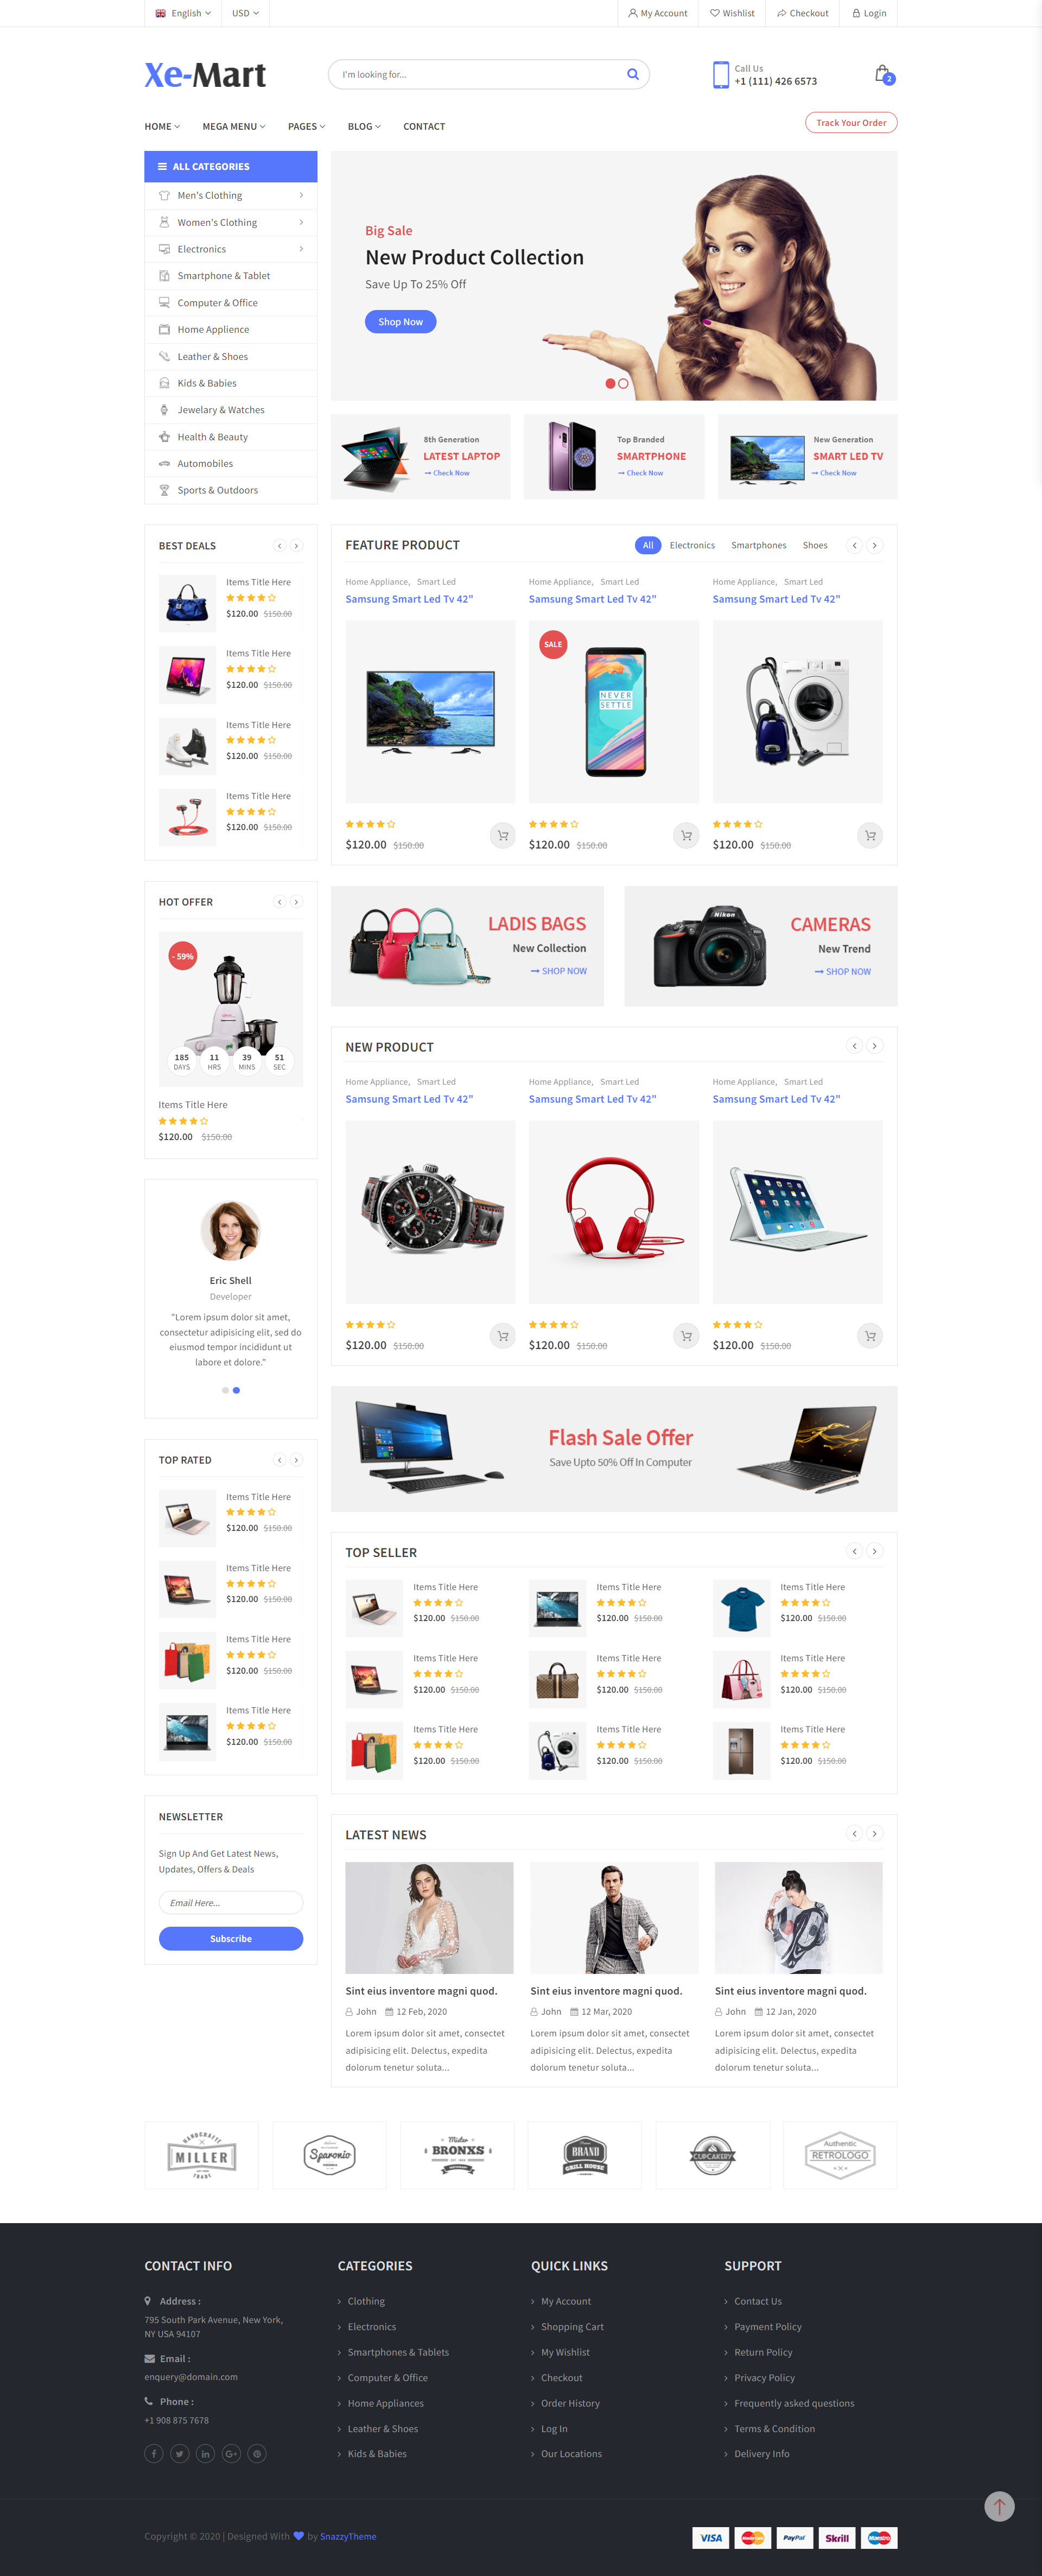 English
USD
My Account
Wishlist
Checkout
Login
Xe-Mart
I'm looking for...
Call Us
+1 (111) 426 6573
2
HOME
MEGA MENU
PAGES
BLOG
CONTACT
Track Your Order
ALL CATEGORIES
Men's Clothing
Women's Clothing
Electronics
Smartphone & Tablet
Computer & Office
Home Applience
Leather & Shoes
Kids & Babies
Jewelary & Watches
Health & Beauty
Automobiles
Sports & Outdoors
Big Sale
New Product Collection
Save Up To 25% Off
Shop Now
8th Generation
LATEST LAPTOP
Check Now
Top Branded
SMARTPHONE
Check Now
New Generation
SMART LED TV
Check Now
BEST DEALS
Items Title Here
$120.00 $150.00
Items Title Here
$120.00 $150.00
Items Title Here
$120.00 $150.00
Items Title Here
$120.00 $150.00
FEATURE PRODUCT
All
Electronics
Smartphones
Shoes
Home Appliance, Smart Led
Samsung Smart Led Tv 42"
$120.00 $150.00
Home Appliance, Smart Led
Samsung Smart Led Tv 42"
SALE
NEVER
SETTLE
$120.00 $150.00
Home Appliance, Smart Led
Samsung Smart Led Tv 42"
$120.00 $150.00
HOT OFFER
- 59%
185 DAYS
11 HRS
39 MINS
51 SEC
Items Title Here
$120.00 $150.00
LADIS BAGS
New Collection
SHOP NOW
Nikon
CAMERAS
New Trend
SHOP NOW
NEW PRODUCT
Home Appliance, Smart Led
Samsung Smart Led Tv 42"
$120.00 $150.00
Home Appliance, Smart Led
Samsung Smart Led Tv 42"
$120.00 $150.00
Home Appliance, Smart Led
Samsung Smart Led Tv 42"
$120.00 $150.00
Eric Shell
Developer
"Lorem ipsum dolor sit amet,
consectetur adipisicing elit, sed do
eiusmod tempor incididunt ut
labore et dolore."
Flash Sale Offer
Save Upto 50% Off In Computer
TOP RATED
Items Title Here
$120.00 $150.00
Items Title Here
$120.00 $150.00
Items Title Here
$120.00 $150.00
Items Title Here
$120.00 $150.00
TOP SELLER
Items Title Here
$120.00 $150.00
Items Title Here
$120.00 $150.00
Items Title Here
$120.00 $150.00
Items Title Here
$120.00 $150.00
Items Title Here
$120.00 $150.00
Items Title Here
$120.00 $150.00
Items Title Here
$120.00 $150.00
Items Title Here
$120.00 $150.00
Items Title Here
$120.00 $150.00
NEWSLETTER
Sign Up And Get Latest News,
Updates, Offers & Deals
Email Here...
Subscribe
LATEST NEWS
Sint eius inventore magni quod.
John 12 Feb, 2020
Lorem ipsum dolor sit amet, consectet
adipisicing elit. Delectus, expedita
dolorum tenetur soluta...
Sint eius inventore magni quod.
John 12 Mar, 2020
Lorem ipsum dolor sit amet, consectet
adipisicing elit. Delectus, expedita
dolorum tenetur soluta...
Sint eius inventore magni quod.
John 12 Jan, 2020
Lorem ipsum dolor sit amet, consectet
adipisicing elit. Delectus, expedita
dolorum tenetur soluta...
HANDCRAFTE
MILLER
TRADE
Sparonio
Mister
BRONXS
BRAND
GRILL HOUSE
CUPCAKERY
Authentic
RETROLOGO
CONTACT INFO
Address :
795 South Park Avenue, New York,
NY USA 94107
Email :
enquery@domain.com
Phone :
+1 908 875 7678
CATEGORIES
Clothing
Electronics
Smartphones & Tablets
Computer & Office
Home Appliances
Leather & Shoes
Kids & Babies
QUICK LINKS
My Account
Shopping Cart
My Wishlist
Checkout
Order History
Log In
Our Locations
SUPPORT
Contact Us
Payment Policy
Return Policy
Privacy Policy
Frequently asked questions
Terms & Condition
Delivery Info
Copyright © 2020 | Designed With by SnazzyTheme
VISA
MasterCard
PayPal
Skrill
Maestro